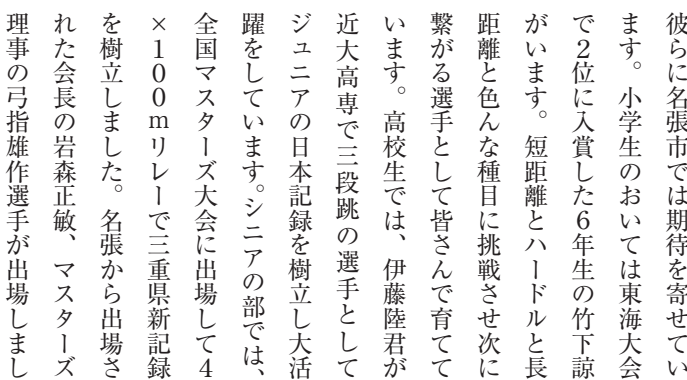 彼らに名張市では期待を寄せてい
ます。小学生のおいては東海大会
で2位に入賞した6年生の竹下諒
がいます。短距離とハードルと長
距離と色んな種目に挑戦させ次に
繋がる選手として皆さんで育てて
います。高校生では、伊藤陸君が
近大高専で三段跳の選手として
ジュニアの日本記録を樹立し大活
躍をしています。シニアの部では、
全国マスターズ大会に出場して4
×100mリレーで三重県新記録
を樹立しました。名張から出場さ
れた会長の岩森正敏、マスターズ
理事の弓指雄作選手が出場しまし